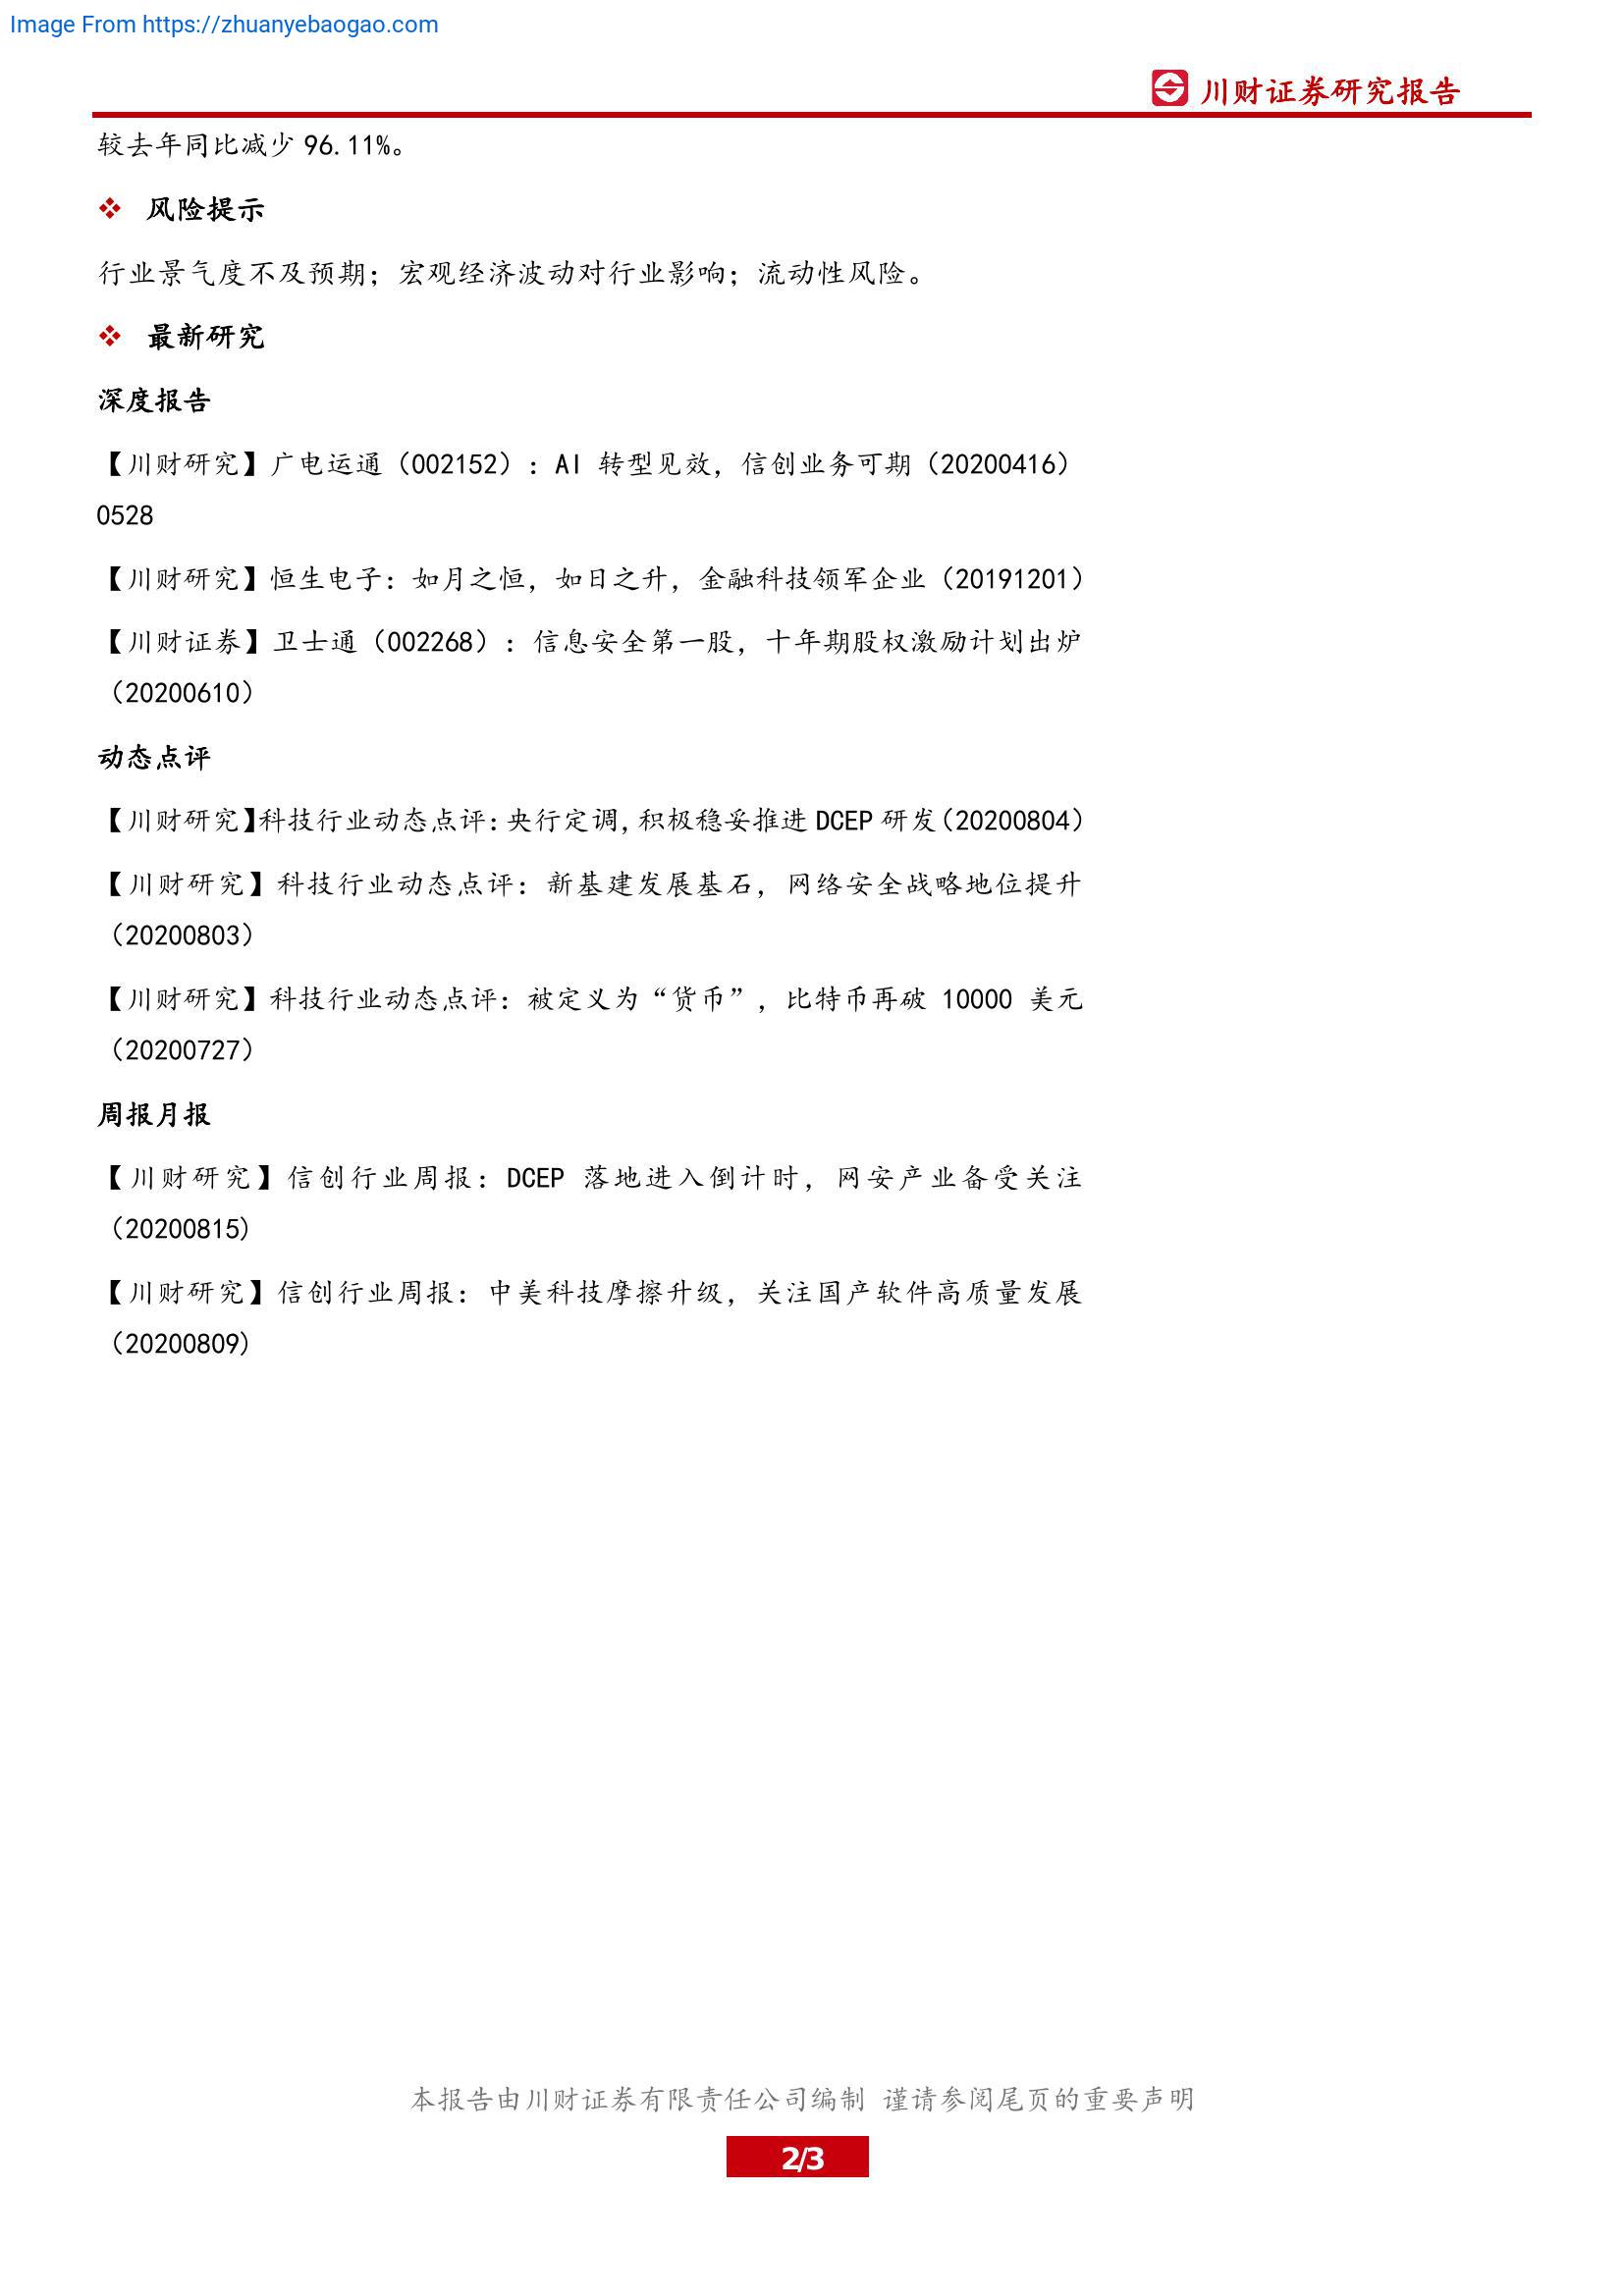 Image From https://zhuanyebaogao.com
川财证券研究报告
较去年同比减少 96.11%。
❖ 风险提示
行业景气度不及预期；宏观经济波动对行业影响；流动性风险。
❖ 最新研究
深度报告
【川财研究】广电运通（002152）：AI 转型见效，信创业务可期（20200416）
0528
【川财研究】恒生电子：如月之恒，如日之升，金融科技领军企业（20191201）
【川财证券】卫士通（002268）：信息安全第一股，十年期股权激励计划出炉
（20200610）
动态点评
【川财研究】科技行业动态点评：央行定调，积极稳妥推进 DCEP 研发（20200804）
【川财研究】科技行业动态点评：新基建发展基石，网络安全战略地位提升
（20200803）
【川财研究】科技行业动态点评：被定义为“货币”，比特币再破 10000 美元
（20200727）
周报月报
【川财研究】信创行业周报：DCEP 落地进入倒计时，网安产业备受关注
（20200815)
【川财研究】信创行业周报：中美科技摩擦升级，关注国产软件高质量发展
（20200809)
本报告由川财证券有限责任公司编制 谨请参阅尾页的重要声明
2/3